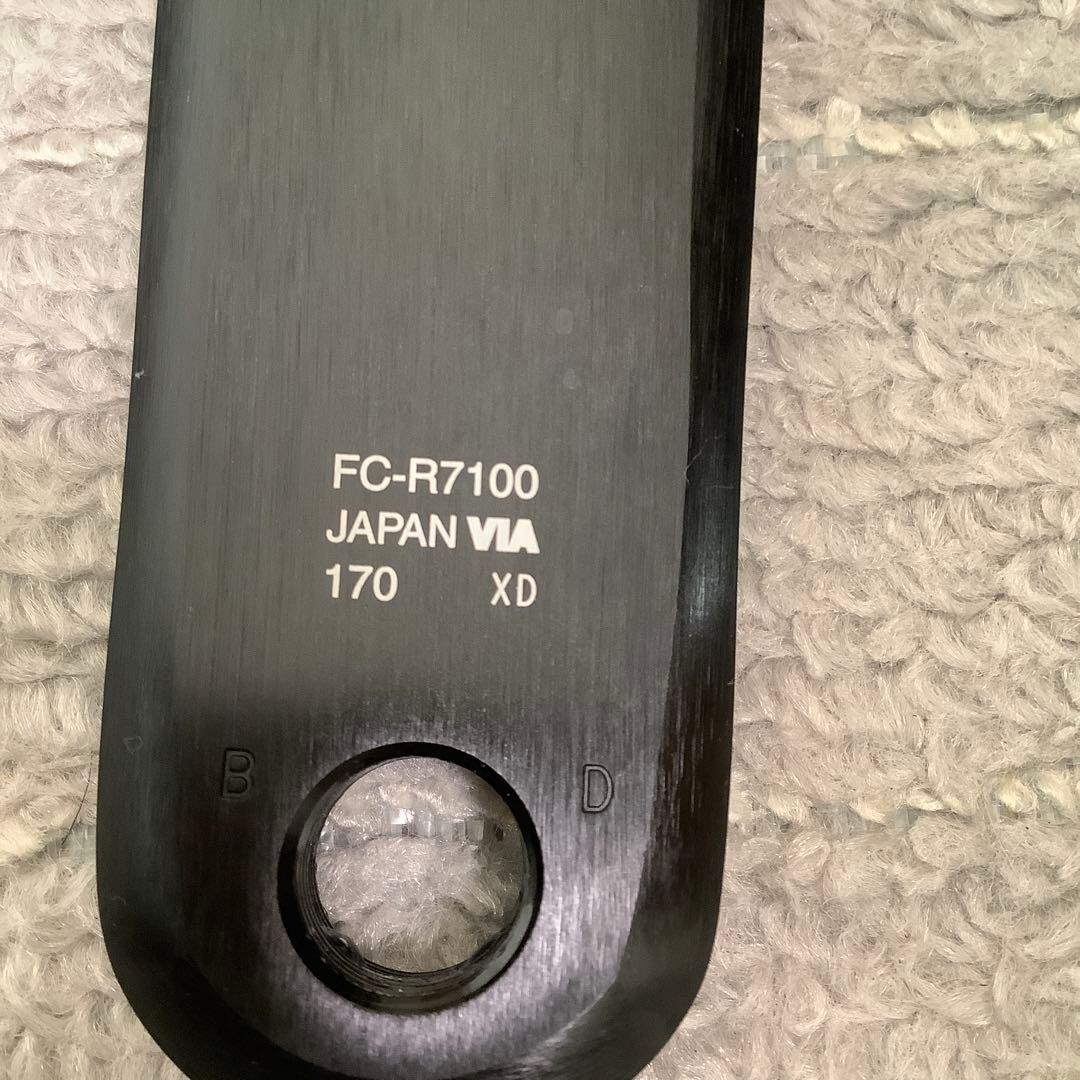 FC-R7100
JAPAN VIA
170 XD
B D